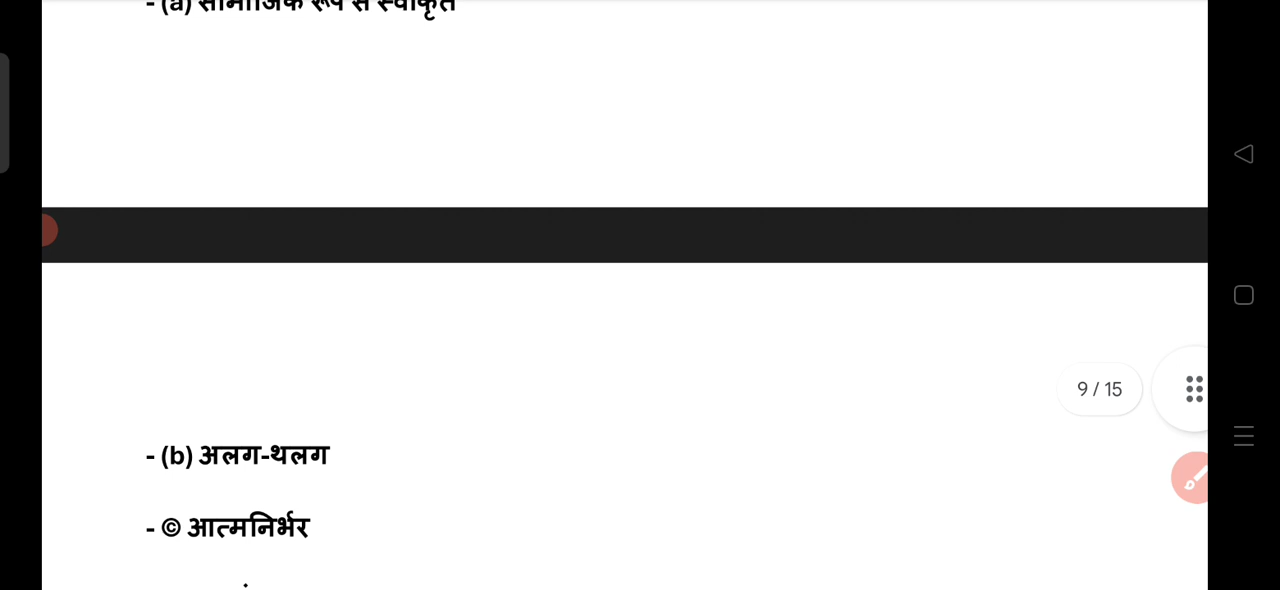 - (a) सामाजिक रूप से स्वीकृत
9 / 15
- (b) अलग-थलग
- © आत्मनिर्भर